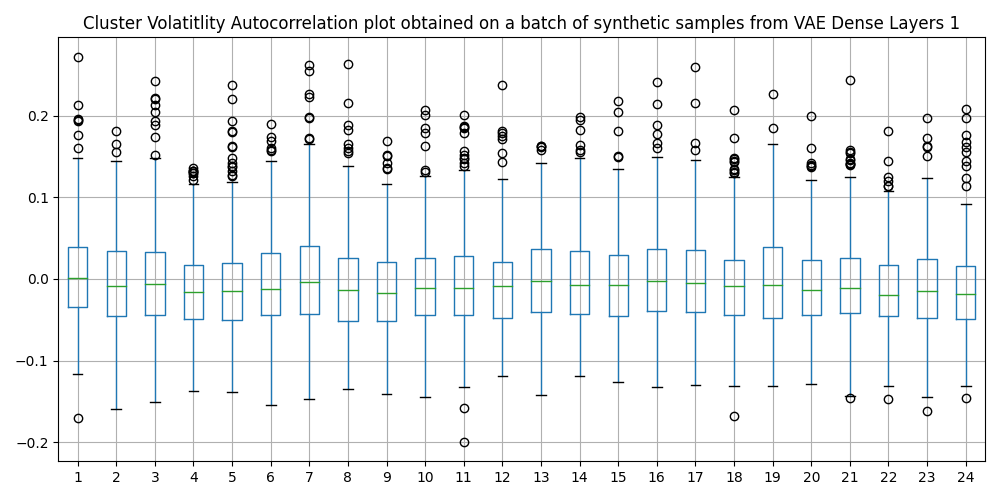 Cluster Volatitlity Autocorrelation plot obtained on a batch of synthetic samples from VAE Dense Layers 1
0.2
0.1
0.0
−0.1
−0.2
1 2 3 4 5 6 7 8 9 10 11 12 13 14 15 16 17 18 19 20 21 22 23 24